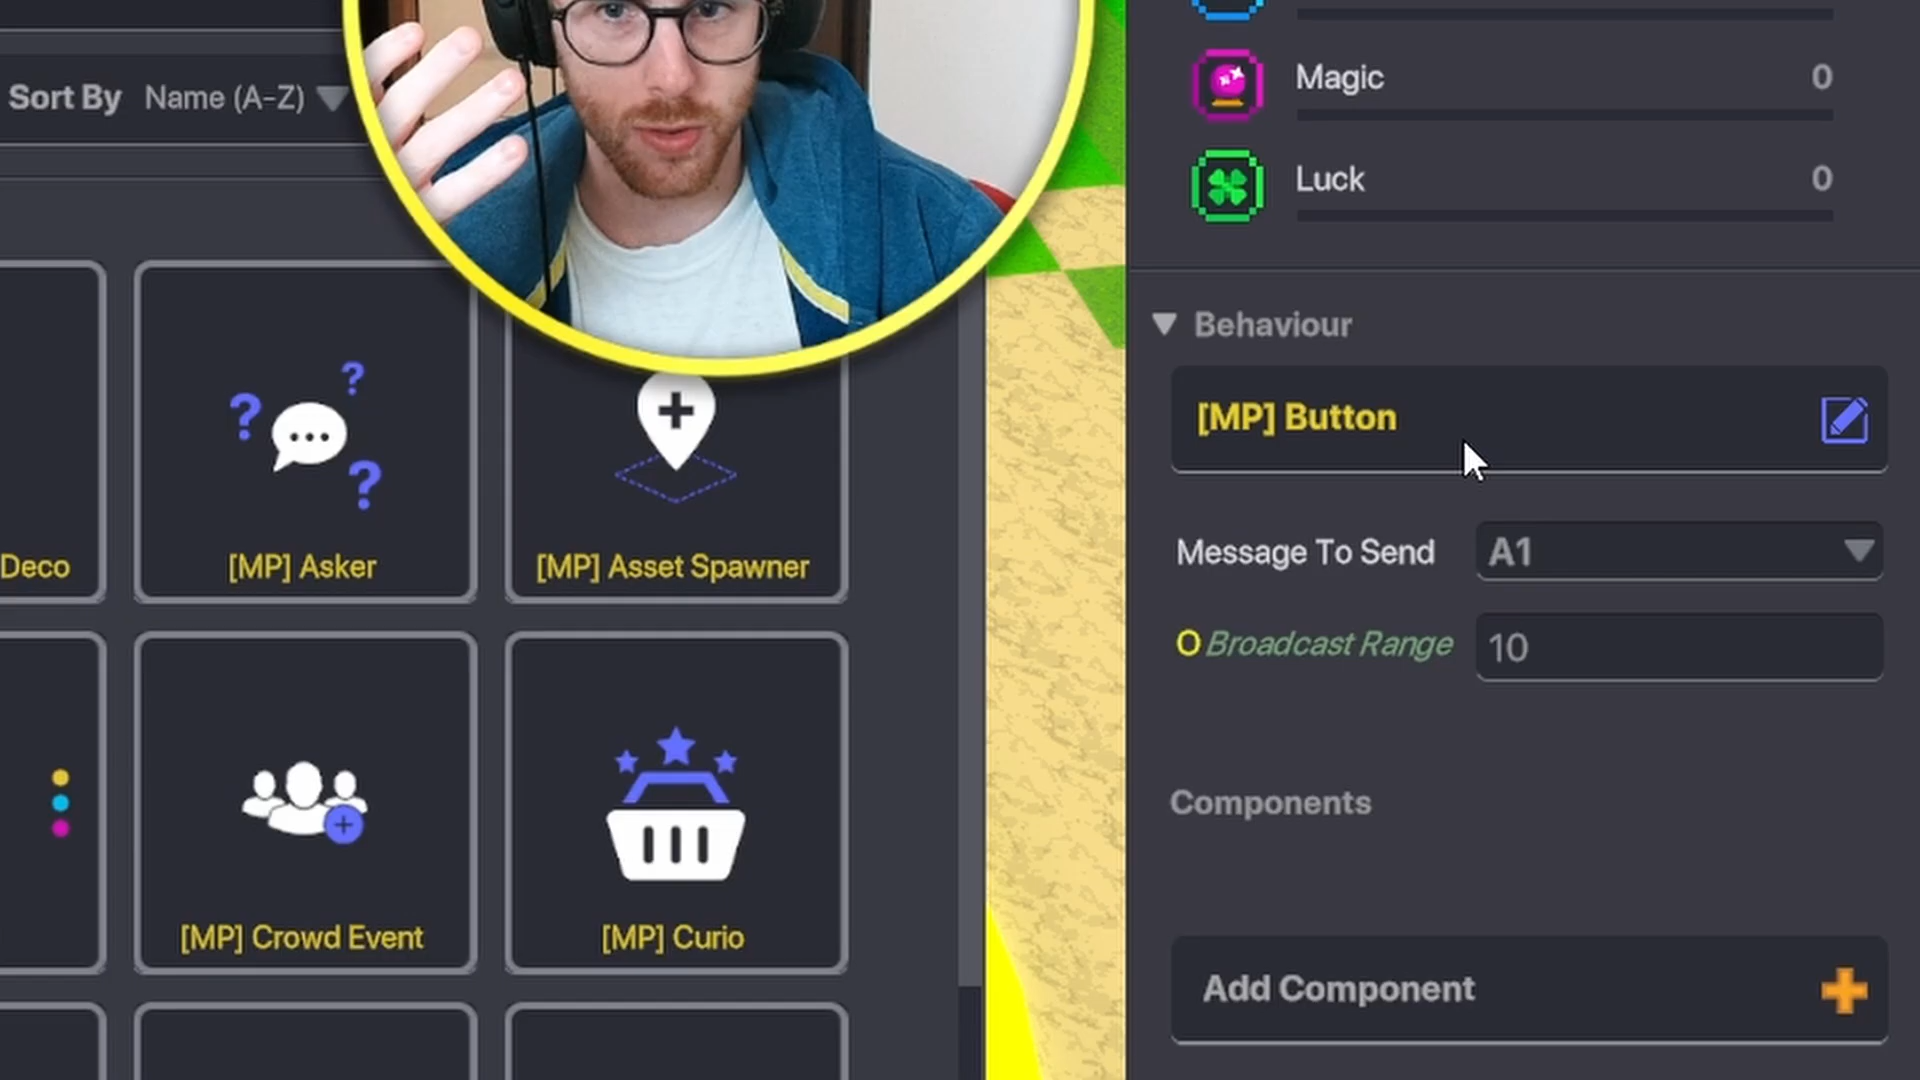 Sort By Name (A-Z)
Deco
[MP] Asker
[MP] Asset Spawner
[MP] Crowd Event
[MP] Curio
Magic 0
Luck 0
Behaviour
[MP] Button
Message To Send A1
Broadcast Range 10
Components
Add Component